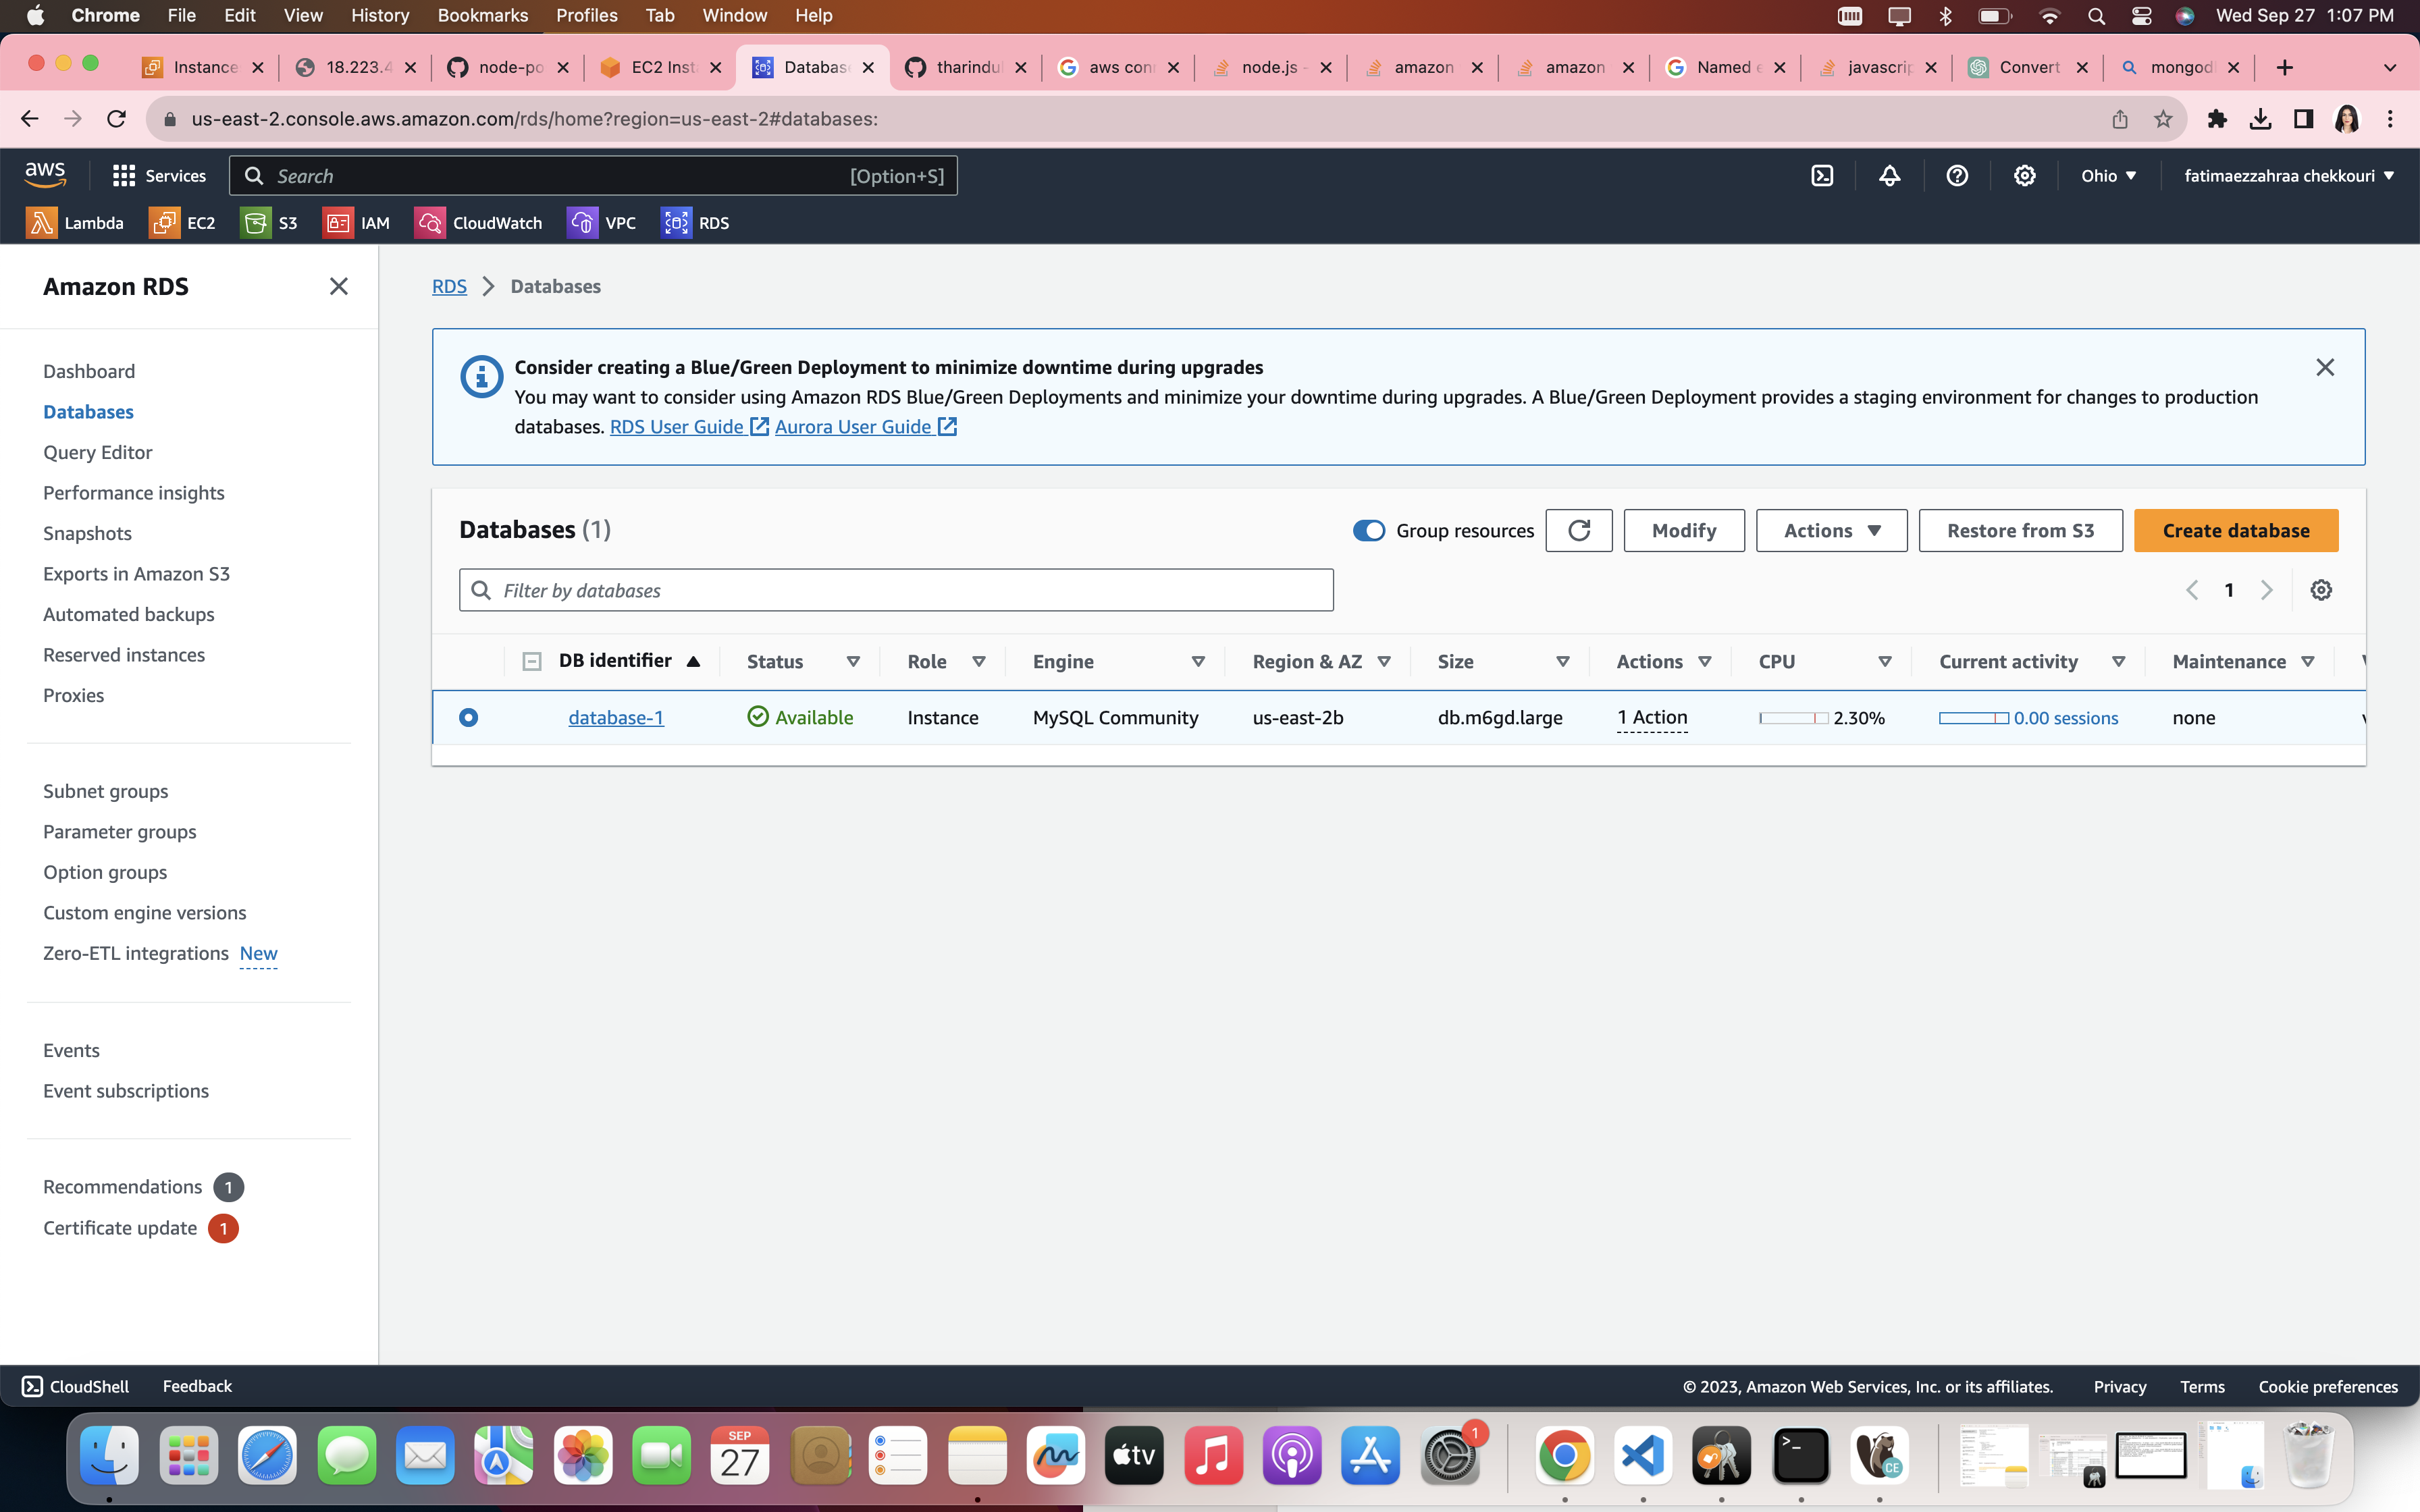 Chrome File Edit View History Bookmarks Profiles Tab Window Help Wed Sep 27 1:07 PM
Instance 18.223.4 node-po EC2 Inst Databas tharindu aws con node.js - amazon amazon Named e javascrip Convert mongod
us-east-2.console.aws.amazon.com/rds/home?region=us-east-2#databases:
aws Services Search [Option+S] Ohio fatimaezzahraa chekkouri
Lambda EC2 S3 IAM CloudWatch VPC RDS
Amazon RDS
Dashboard
Databases
Query Editor
Performance insights
Snapshots
Exports in Amazon S3
Automated backups
Reserved instances
Proxies
Subnet groups
Parameter groups
Option groups
Custom engine versions
Zero-ETL integrations New
Events
Event subscriptions
Recommendations 1
Certificate update 1
RDS > Databases
Consider creating a Blue/Green Deployment to minimize downtime during upgrades
You may want to consider using Amazon RDS Blue/Green Deployments and minimize your downtime during upgrades. A Blue/Green Deployment provides a staging environment for changes to production
databases. RDS User Guide Aurora User Guide
Databases (1) Group resources Modify Actions Restore from S3 Create database
Filter by databases 1
DB identifier Status Role Engine Region & AZ Size Actions CPU Current activity Maintenance
database-1 Available Instance MySQL Community us-east-2b db.m6gd.large 1 Action 2.30% 0.00 sessions none
CloudShell Feedback © 2023, Amazon Web Services, Inc. or its affiliates. Privacy Terms Cookie preferences
SEP
27
tv
1
>_
CE